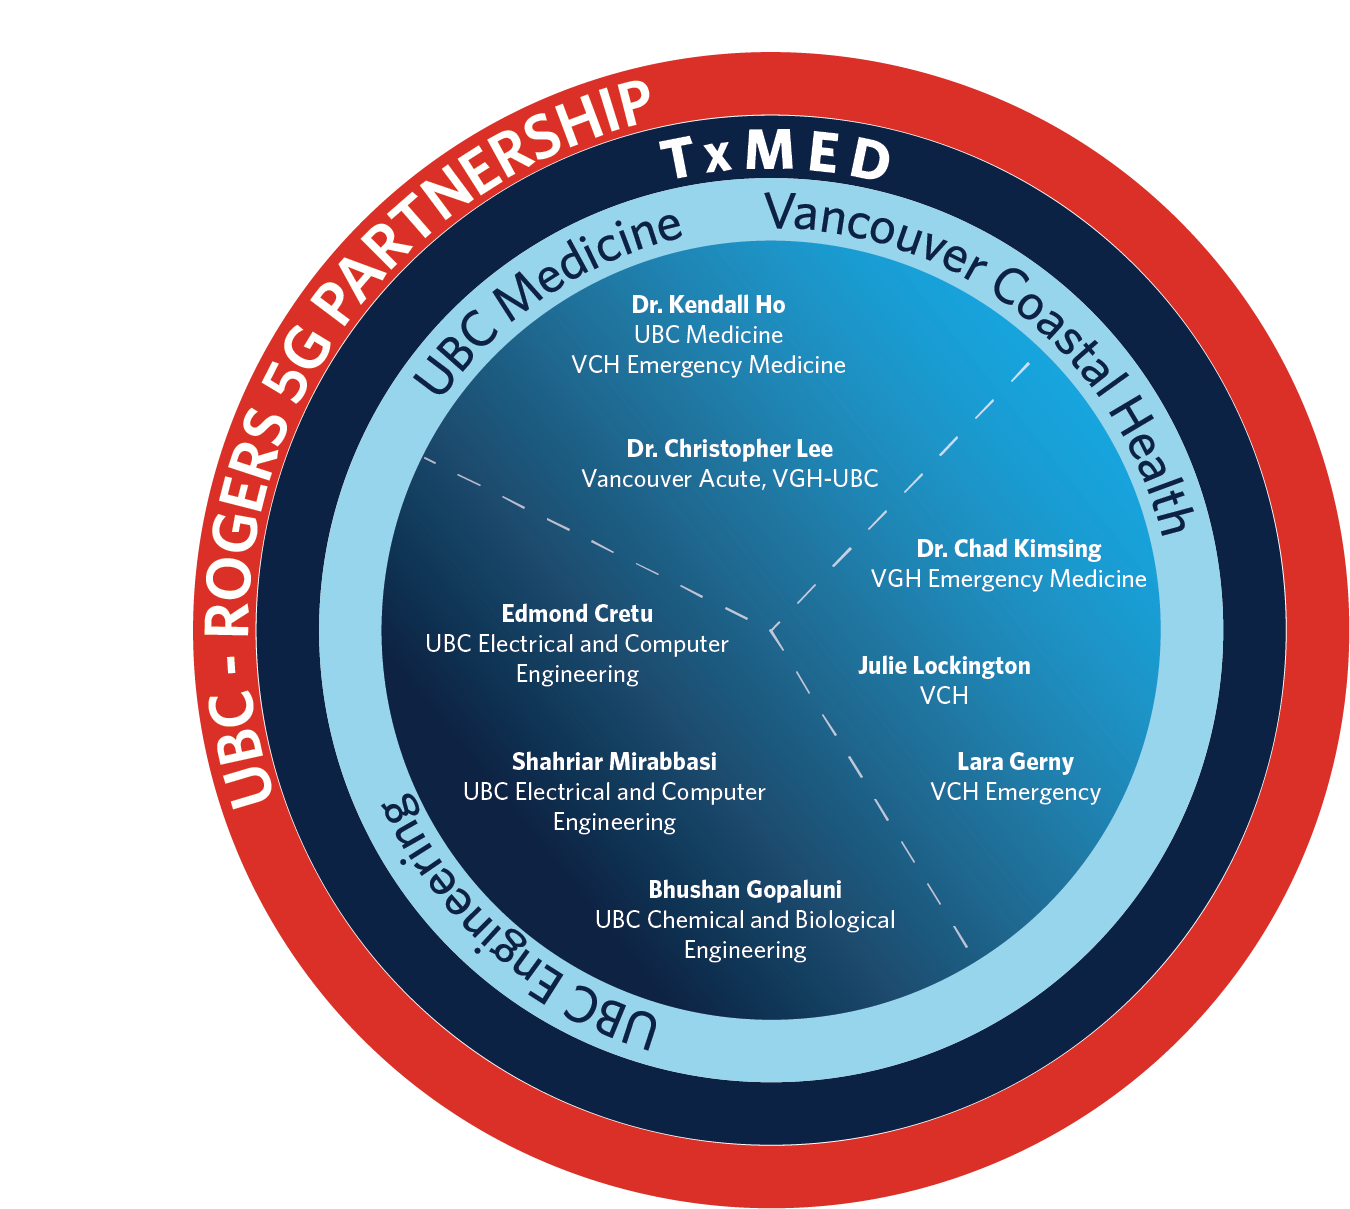 UBC - ROGERS 5G PARTNERSHIP
TxMED
UBC Medicine
Vancouver Coastal Health
Dr. Kendall Ho
UBC Medicine
VCH Emergency Medicine
Dr. Christopher Lee
Vancouver Acute, VGH-UBC
Dr. Chad Kimsing
VGH Emergency Medicine
Julie Lockington
VCH
Lara Gerny
VCH Emergency
Edmond Cretu
UBC Electrical and Computer
Engineering
Shahriar Mirabbasi
UBC Electrical and Computer
Engineering
Bhushan Gopaluni
UBC Chemical and Biological
Engineering
UBC Engineering